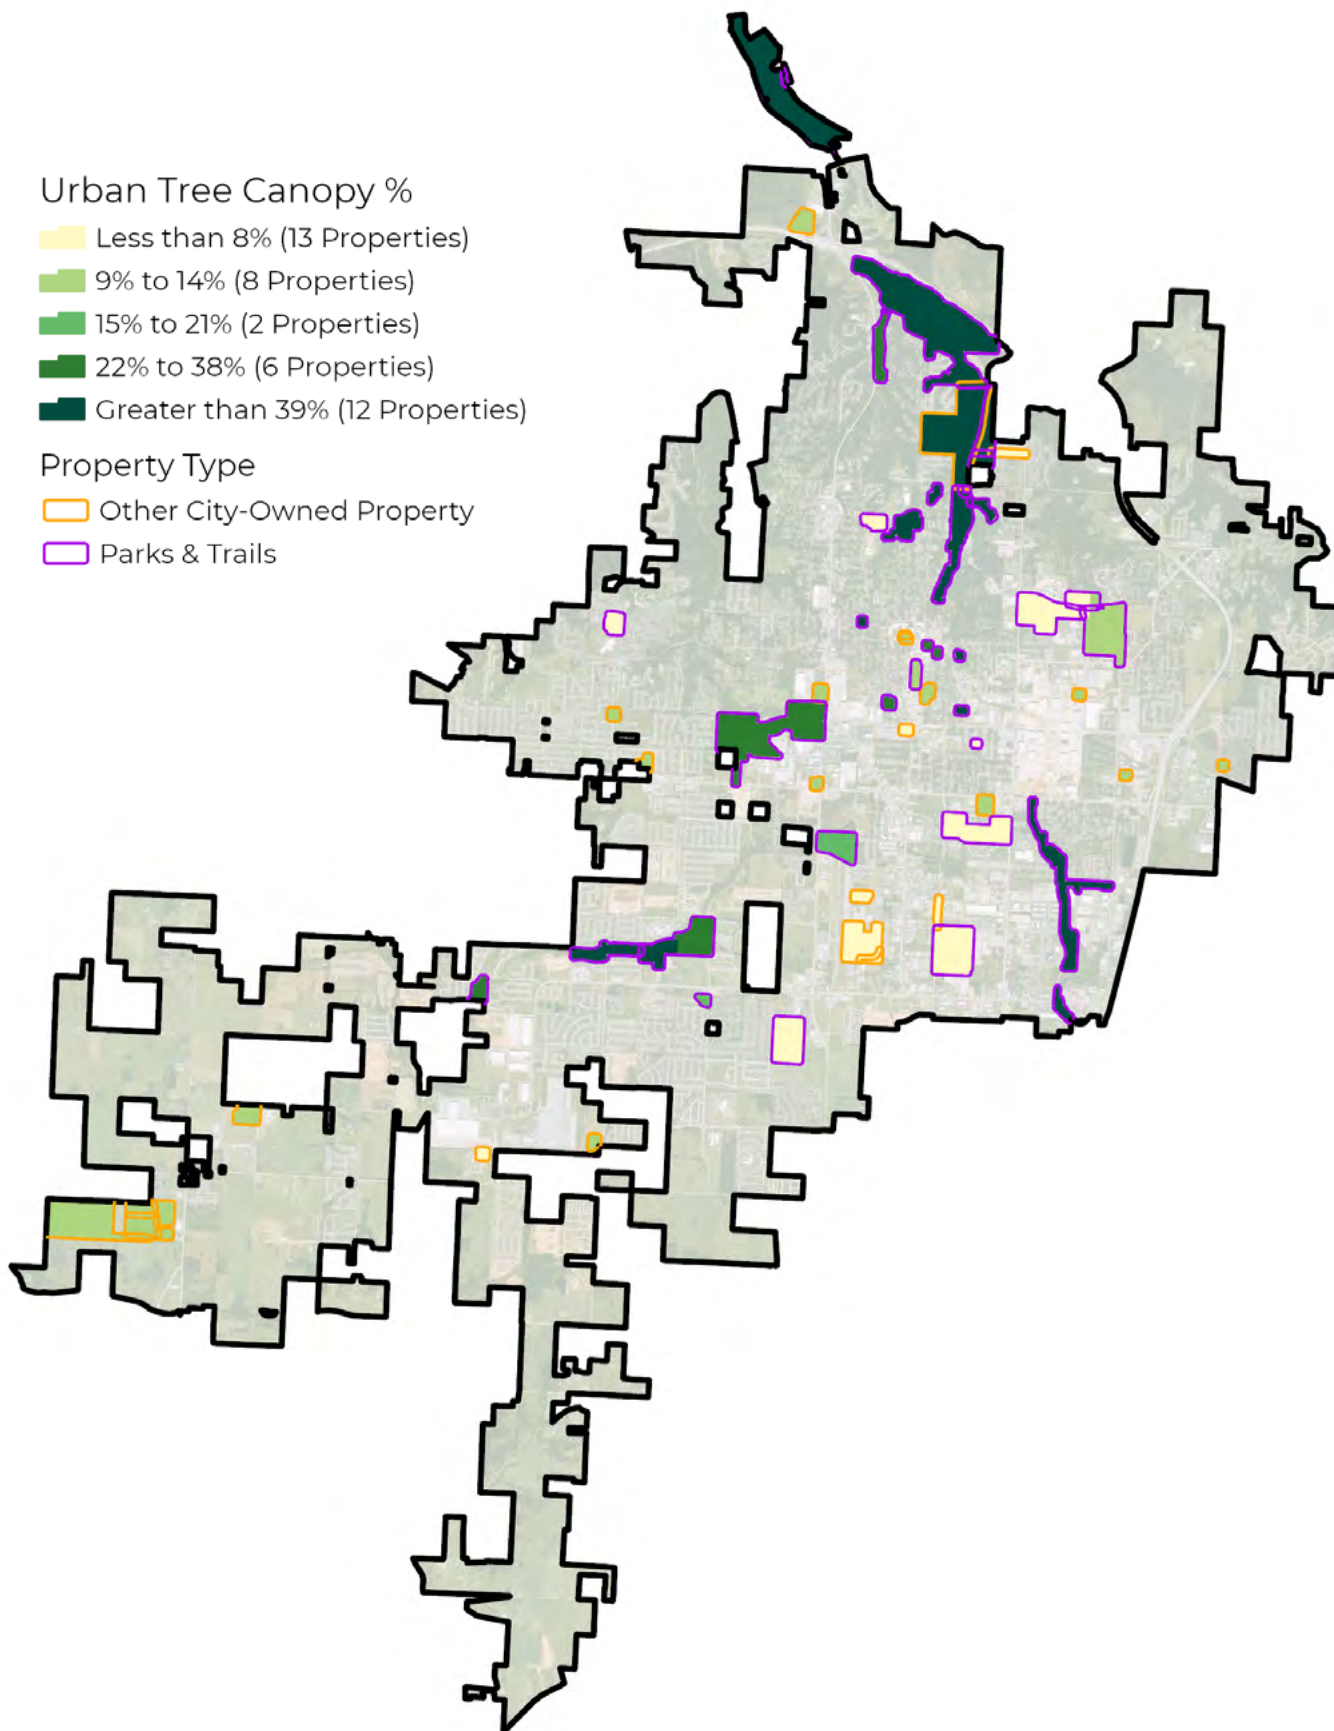 Urban Tree Canopy %
Less than 8% (13 Properties)
9% to 14% (8 Properties)
15% to 21% (2 Properties)
22% to 38% (6 Properties)
Greater than 39% (12 Properties)
Property Type
Other City-Owned Property
Parks & Trails